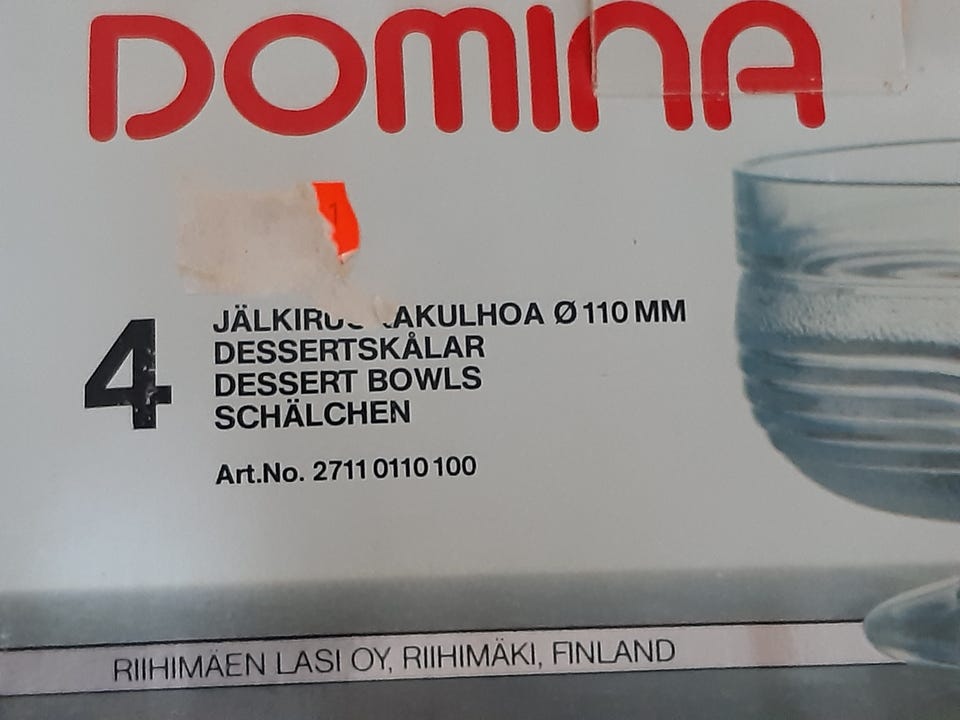 DOMINA
4
Ø 110 MM
DESSERTSKÅLAR
DESSERT BOWLS
SCHÄLCHEN
Art.No. 2711 0110 100
RIIHIMÄEN LASI OY, RIIHIMÄKI, FINLAND